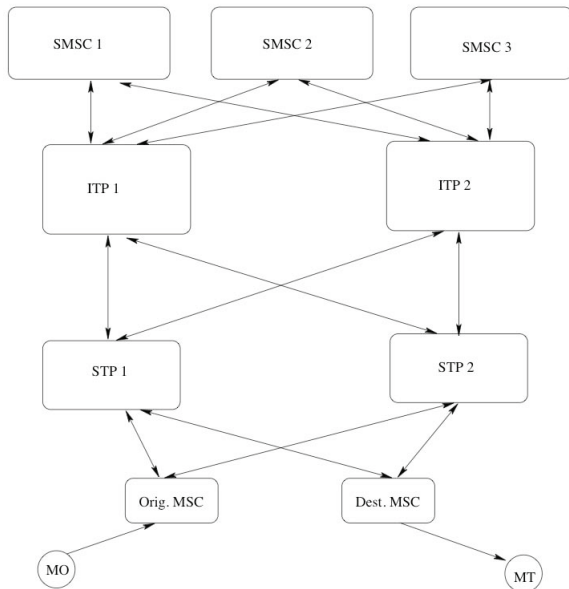 SMSC 1
SMSC 2
SMSC 3
ITP 1
ITP 2
STP 1
STP 2
Orig. MSC
Dest. MSC
MO
MT